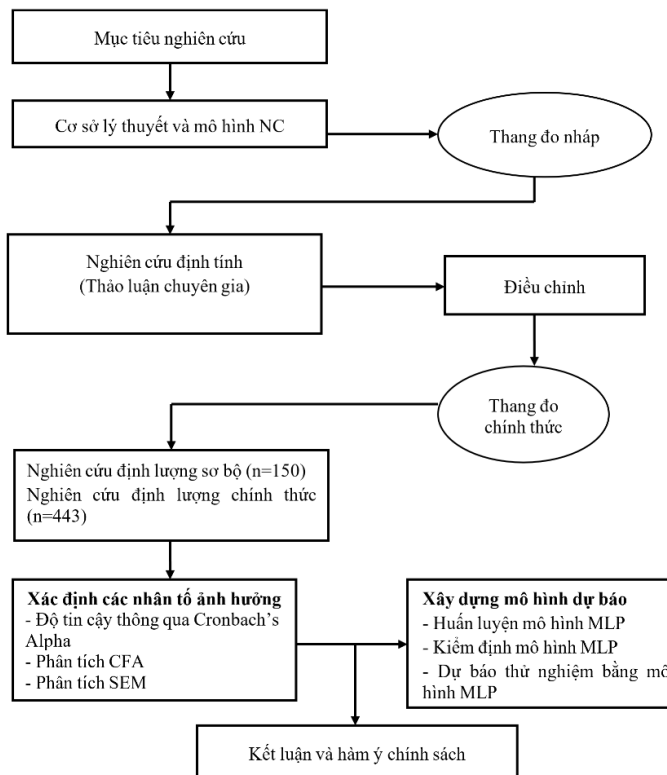 Mục tiêu nghiên cứu
Cơ sở lý thuyết và mô hình NC
Thang đo nháp
Nghiên cứu định tính
(Thảo luận chuyên gia)
Điều chỉnh
Thang đo
chính thức
Nghiên cứu định lượng sơ bộ (n=150)
Nghiên cứu định lượng chính thức
(n=443)
Xác định các nhân tố ảnh hưởng
- Độ tin cậy thông qua Cronbach's
Alpha
- Phân tích CFA
- Phân tích SEM
Xây dựng mô hình dự báo
- Huấn luyện mô hình MLP
- Kiểm định mô hình MLP
- Dự báo thử nghiệm bằng mô
hình MLP
Kết luận và hàm ý chính sách